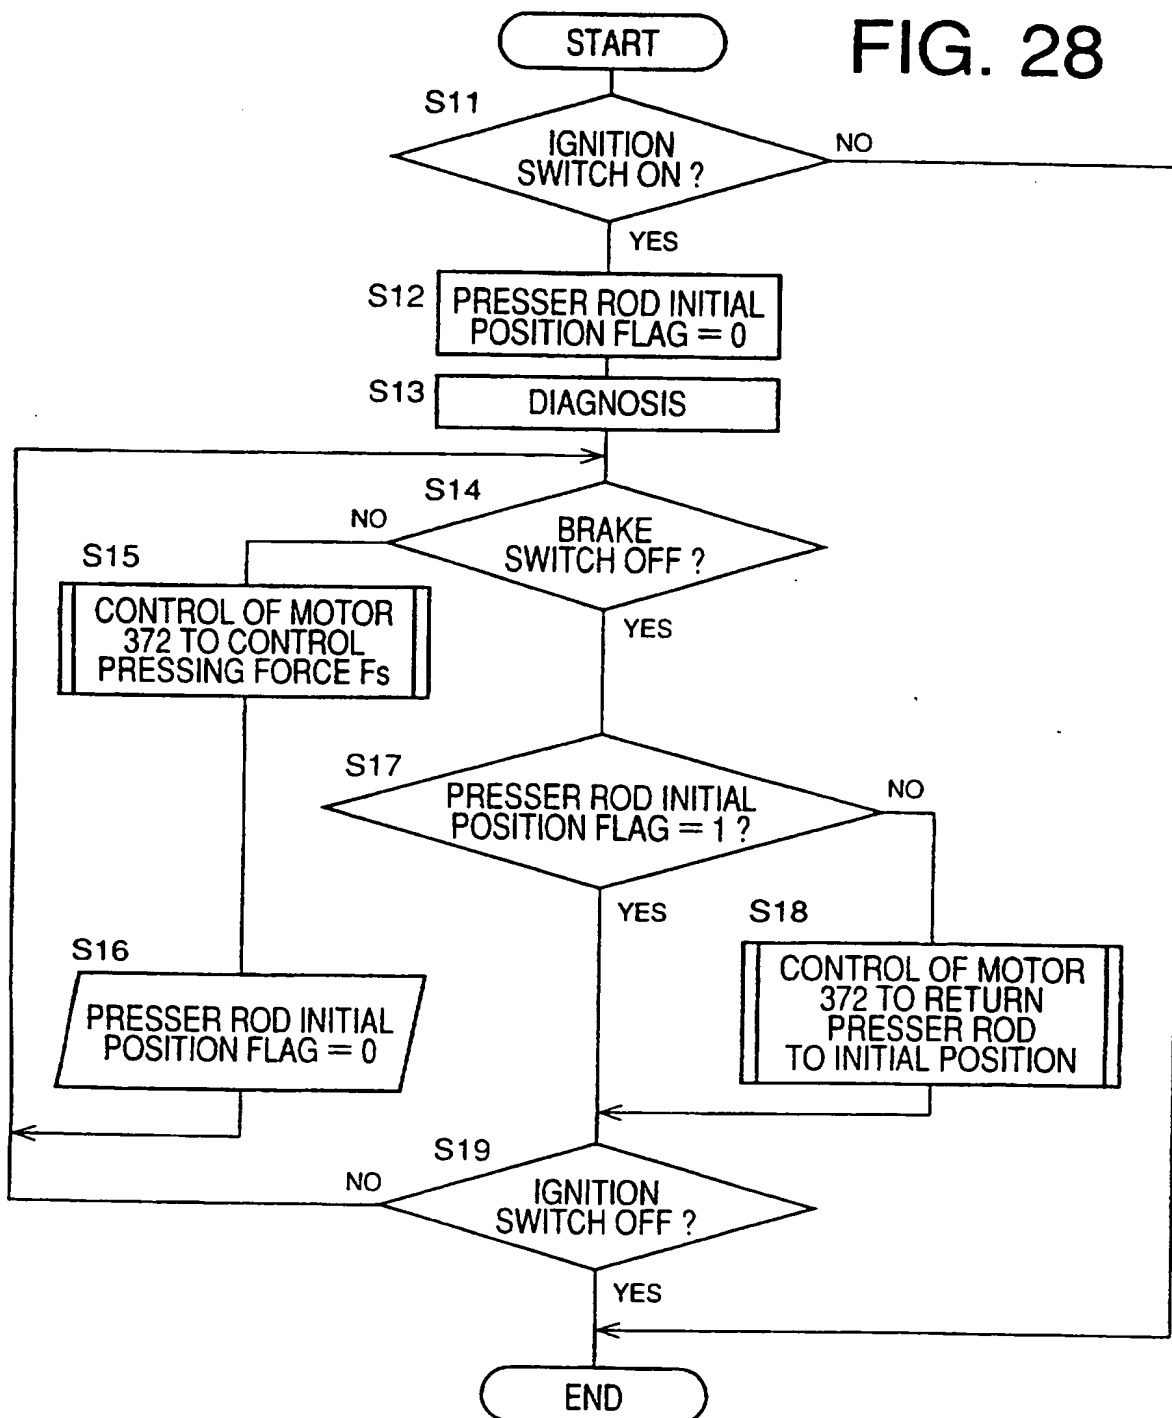 START
FIG. 28
S11
IGNITION
SWITCH ON ?
NO
YES
S12
PRESSER ROD INITIAL
POSITION FLAG = 0
S13
DIAGNOSIS
S14
NO
BRAKE
SWITCH OFF ?
YES
S15
CONTROL OF MOTOR
372 TO CONTROL
PRESSING FORCE Fs
S17
PRESSER ROD INITIAL
POSITION FLAG = 1 ?
NO
YES
S16
PRESSER ROD INITIAL
POSITION FLAG = 0
S18
CONTROL OF MOTOR
372 TO RETURN
PRESSER ROD
TO INITIAL POSITION
S19
NO
IGNITION
SWITCH OFF ?
YES
END